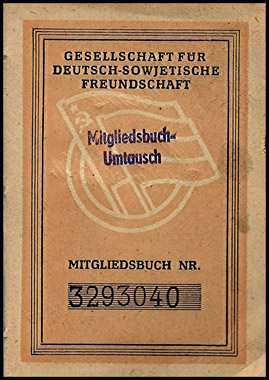 GESELLSCHAFT FÜR
DEUTSCH-SOWJETISCHE
FREUNDSCHAFT
Mitgliedsbuch-
Umtausch
MITGLIEDSBUCH NR.
3293040